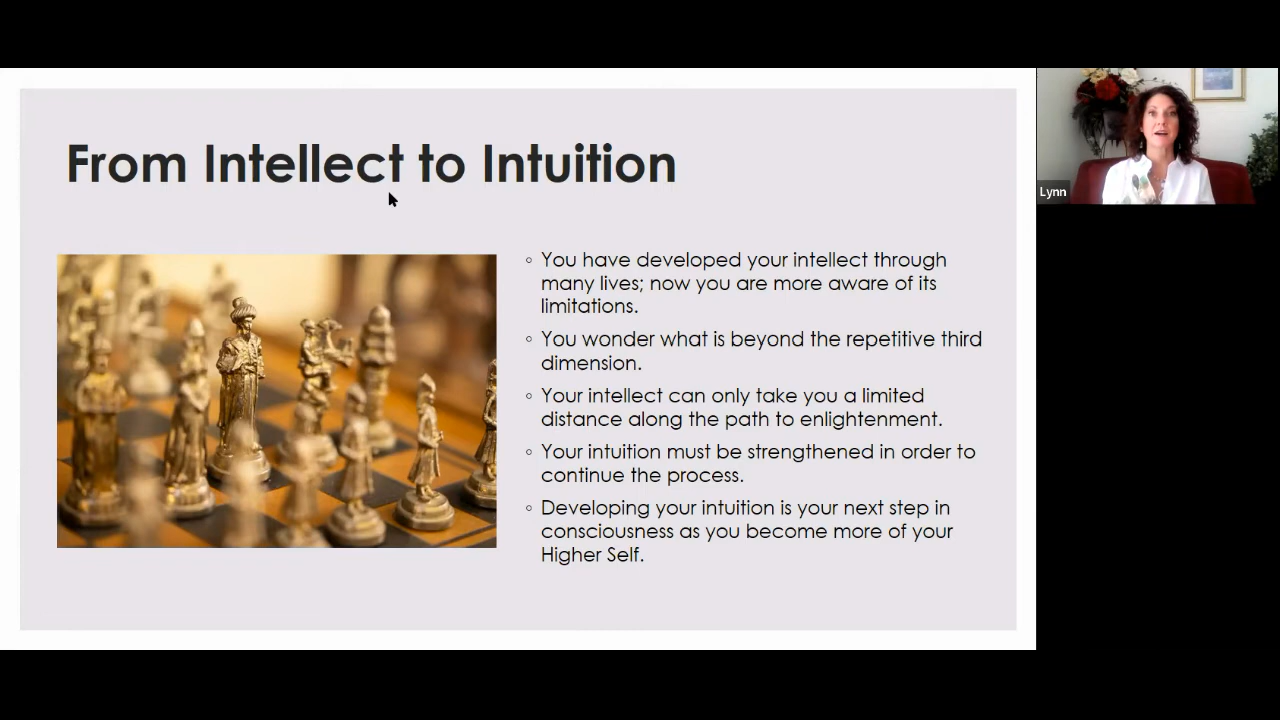 From Intellect to Intuition
◦ You have developed your intellect through
many lives; now you are more aware of its
limitations.
◦ You wonder what is beyond the repetitive third
dimension.
◦ Your intellect can only take you a limited
distance along the path to enlightenment.
◦ Your intuition must be strengthened in order to
continue the process.
◦ Developing your intuition is your next step in
consciousness as you become more of your
Higher Self.
Lynn